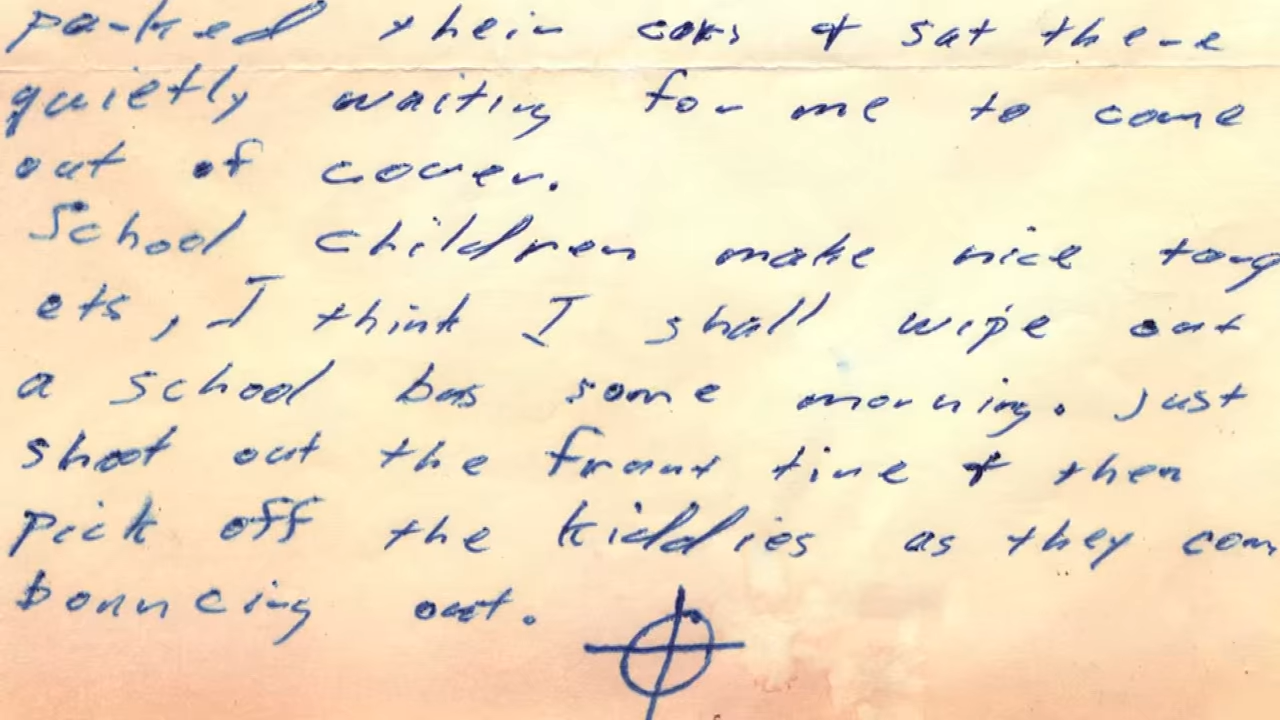 parked their cars & sat there
quietly waiting for me to come
out of cover.
School children make nice targ
ets, I think I shall wipe out
a school bus some morning. Just
shoot out the front tire & then
pick off the kiddies as they com
bouncing out.